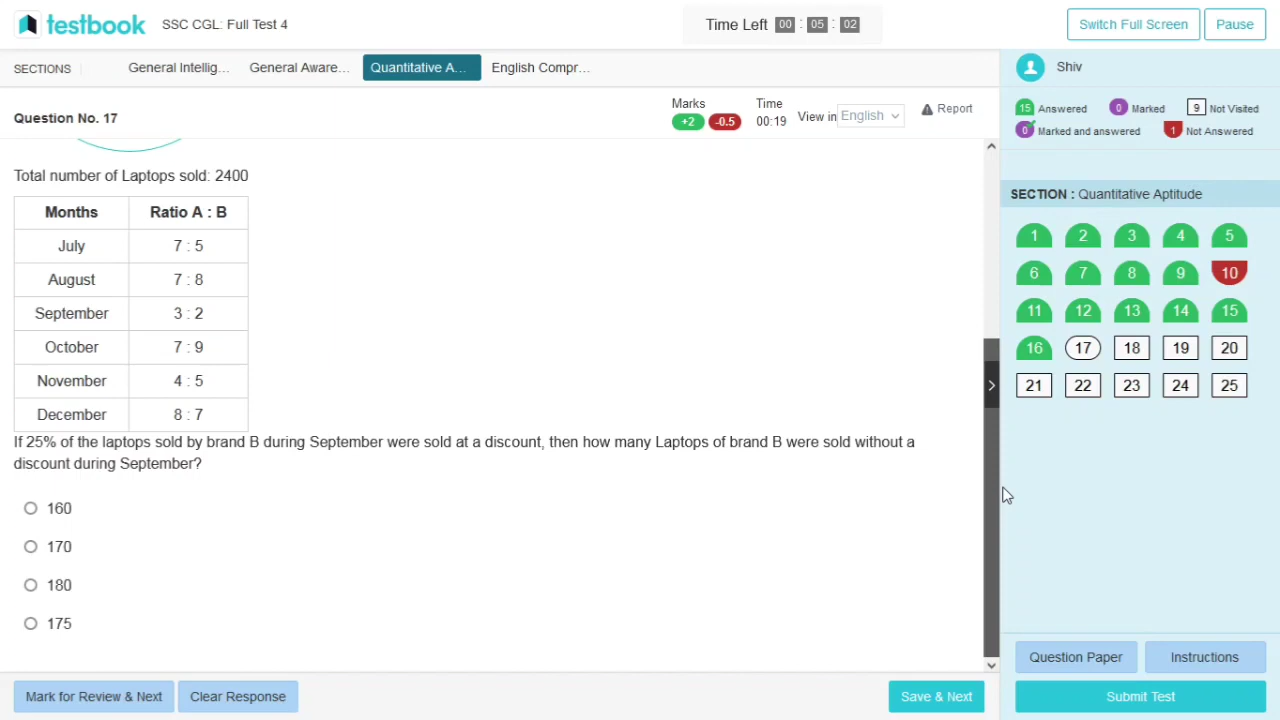 testbook SSC CGL: Full Test 4 Time Left 00 : 05 : 02 Switch Full Screen Pause
SECTIONS General Intellig... General Aware... Quantitative A... English Compr...
Shiv
Question No. 17
Marks
+2 -0.5
Time
00:19
View in English
Report
15 Answered 0 Marked 9 Not Visited
0 Marked and answered 1 Not Answered
Total number of Laptops sold: 2400
Months Ratio A : B
July 7 : 5
August 7 : 8
September 3 : 2
October 7 : 9
November 4 : 5
December 8 : 7
If 25% of the laptops sold by brand B during September were sold at a discount, then how many Laptops of brand B were sold without a
discount during September?
160
170
180
175
SECTION : Quantitative Aptitude
1 2 3 4 5
6 7 8 9 10
11 12 13 14 15
16 17 18 19 20
21 22 23 24 25
Question Paper Instructions
Mark for Review & Next Clear Response Save & Next Submit Test